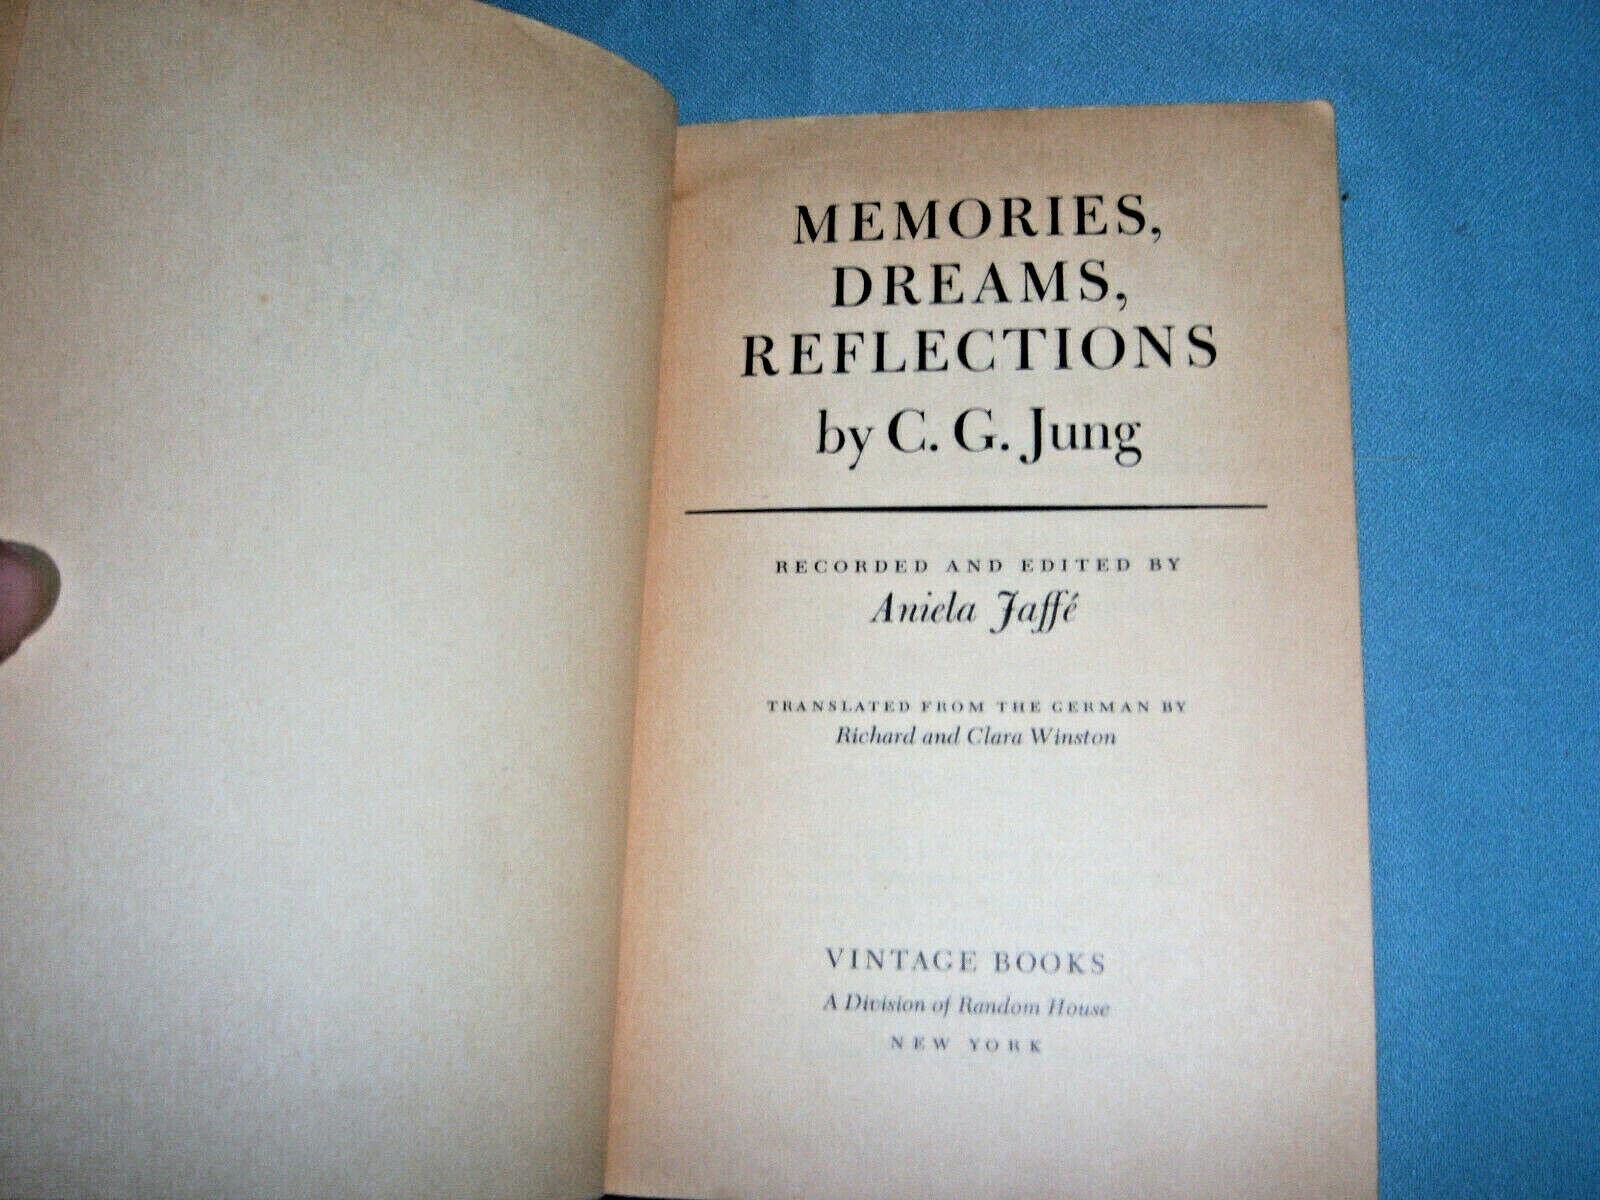 MEMORIES,
DREAMS,
REFLECTIONS
by C. G. Jung
RECORDED AND EDITED BY
Aniela Jaffé
TRANSLATED FROM THE GERMAN BY
Richard and Clara Winston
VINTAGE BOOKS
A Division of Random House
NEW YORK